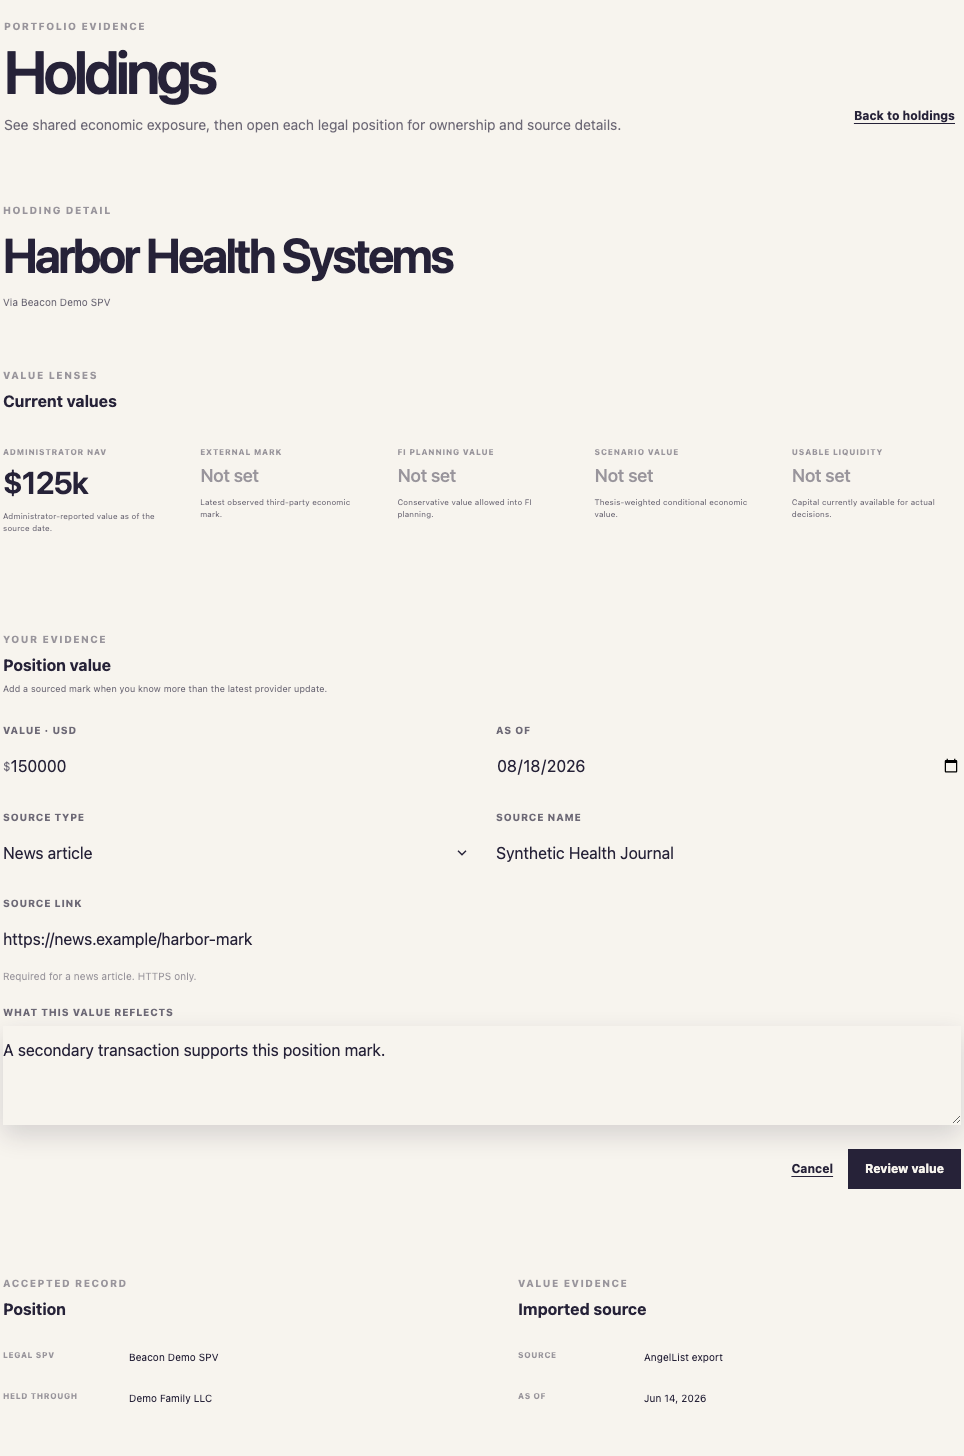 PORTFOLIO EVIDENCE
Holdings
See shared economic exposure, then open each legal position for ownership and source details.
Back to holdings
HOLDING DETAIL
Harbor Health Systems
Via Beacon Demo SPV
VALUE LENSES
Current values
ADMINISTRATOR NAV
$125k
Administrator-reported value as of the
source date.
EXTERNAL MARK
Not set
Latest observed third-party economic
mark.
FI PLANNING VALUE
Not set
Conservative value allowed into FI
planning.
SCENARIO VALUE
Not set
Thesis-weighted conditional economic
value.
USABLE LIQUIDITY
Not set
Capital currently available for actual
decisions.
YOUR EVIDENCE
Position value
Add a sourced mark when you know more than the latest provider update.
VALUE · USD
$150000
AS OF
08/18/2026
SOURCE TYPE
News article
SOURCE NAME
Synthetic Health Journal
SOURCE LINK
https://news.example/harbor-mark
Required for a news article. HTTPS only.
WHAT THIS VALUE REFLECTS
A secondary transaction supports this position mark.
Cancel
Review value
ACCEPTED RECORD
Position
LEGAL SPV
Beacon Demo SPV
HELD THROUGH
Demo Family LLC
VALUE EVIDENCE
Imported source
SOURCE
AngelList export
AS OF
Jun 14, 2026